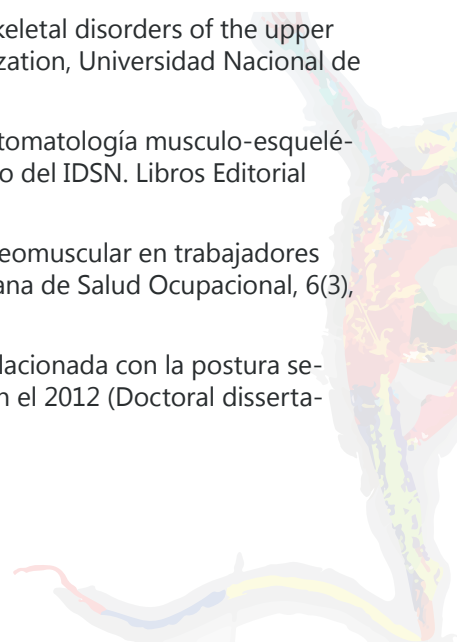 keletal disorders of the upper
zation, Universidad Nacional de
tomatología musculo-esquelé-
o del IDSN. Libros Editorial
eomuscular en trabajadores
ana de Salud Ocupacional, 6(3),
lacionada con la postura se-
n el 2012 (Doctoral disserta-